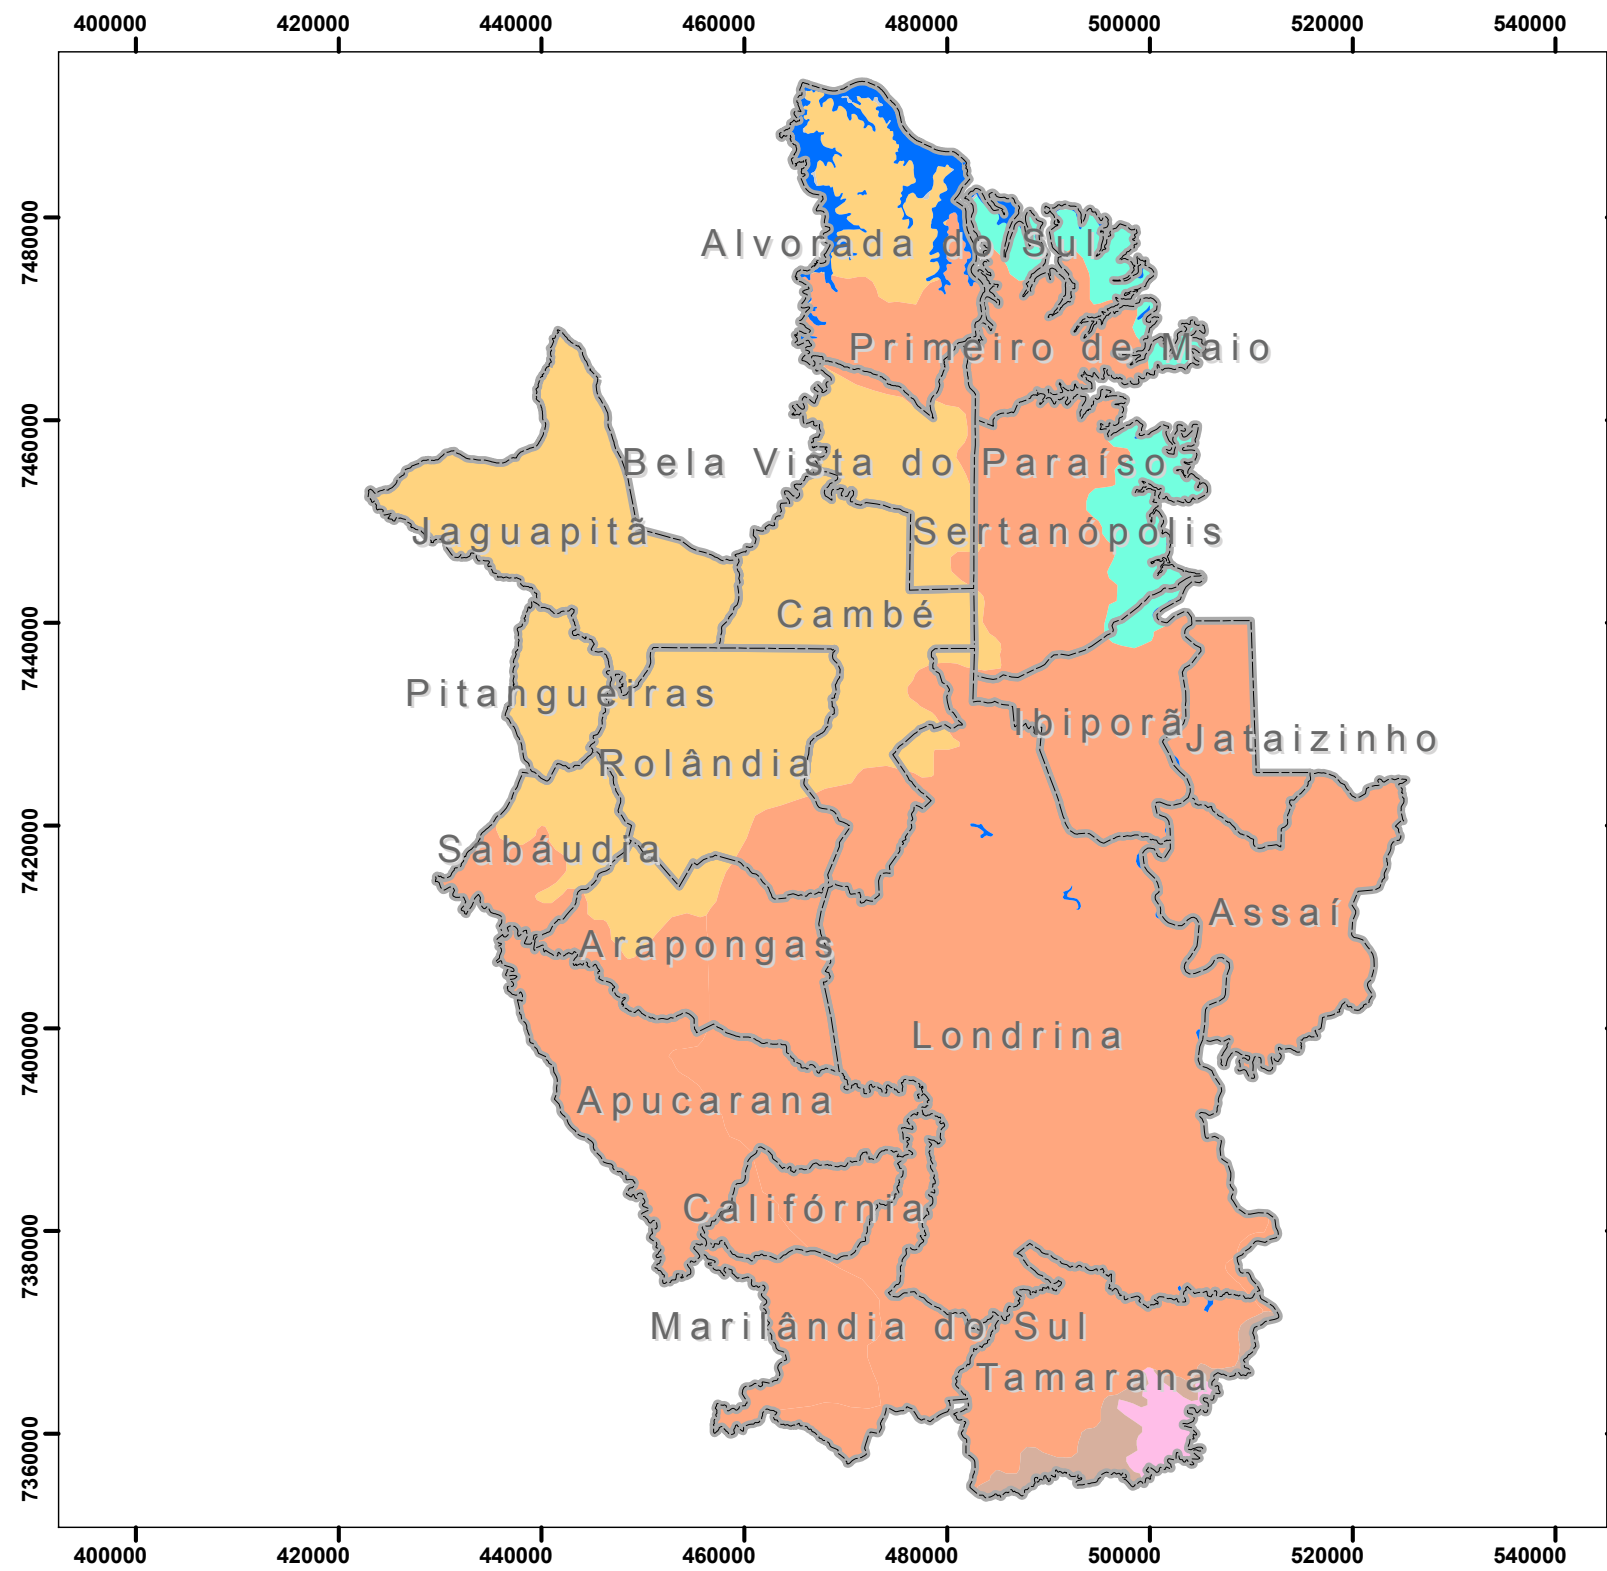 400000 420000 440000 460000 480000 500000 520000 540000
7480000
Alvorada do Sul
Primeiro de Maio
7460000
Bela Vista do Paraíso
Jaguapitã
Sertanópolis
Cambé
7440000
Pitangueiras
Ibiporã
Jataizinho
Rolândia
7420000
Sabáudia
Assaí
Arapongas
7400000
Londrina
Apucarana
Califórnia
7380000
Marilândia do Sul
Tamarana
7360000
400000 420000 440000 460000 480000 500000 520000 540000